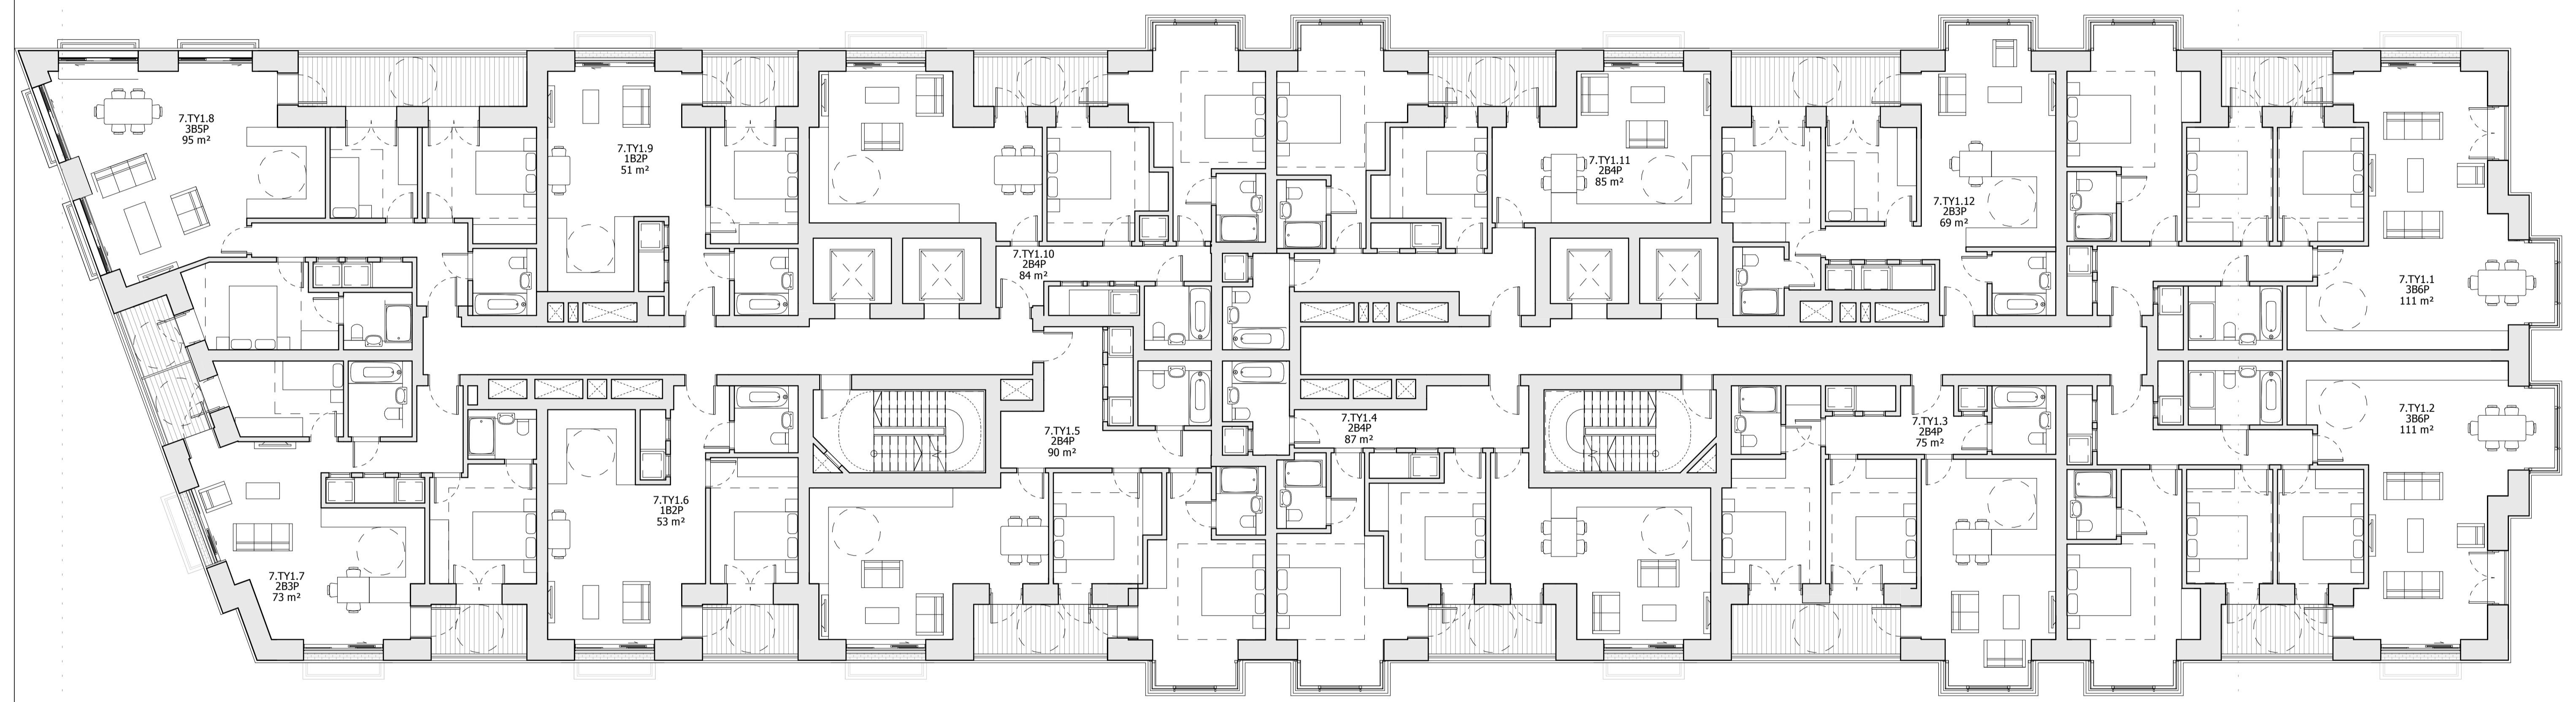 7.TY1.8
3B5P
95 m²
7.TY1.9
1B2P
51 m²
7.TY1.10
2B4P
84 m²
7.TY1.11
2B4P
85 m²
7.TY1.12
2B3P
69 m²
7.TY1.1
3B6P
111 m²
7.TY1.7
2B3P
73 m²
7.TY1.6
1B2P
53 m²
7.TY1.5
2B4P
90 m²
7.TY1.4
2B4P
87 m²
7.TY1.3
2B4P
75 m²
7.TY1.2
3B6P
111 m²